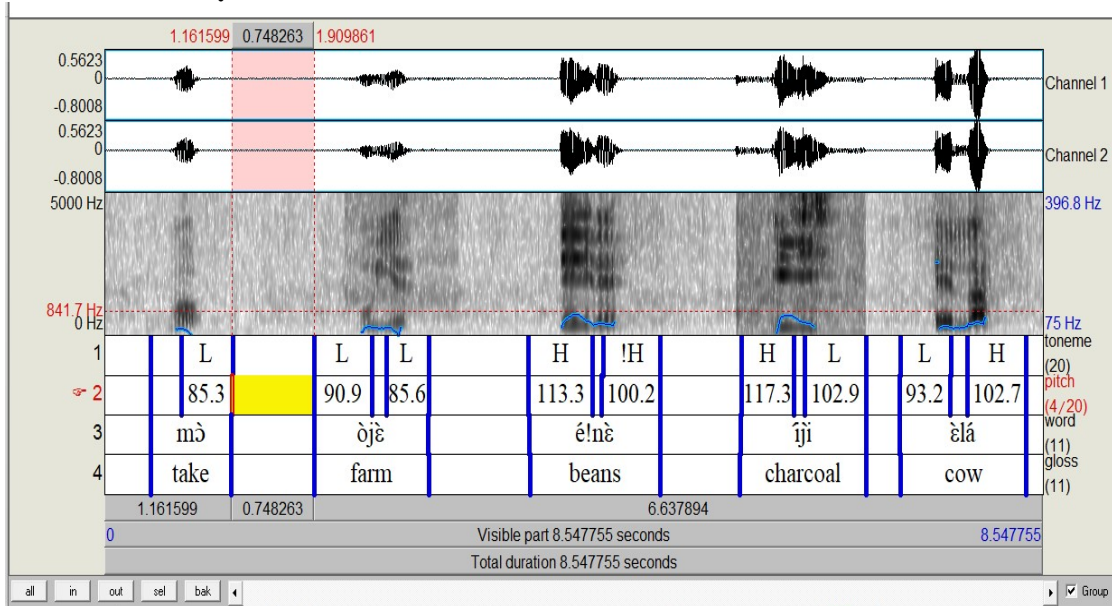 1.161599 0.748263 1.909861
0.5623
0
-0.8008
Channel 1
0.5623
0
-0.8008
Channel 2
5000 Hz
396.8 Hz
841.7 Hz
0 Hz
75 Hz
1 L L L H !H H L L H toneme (20)
2 85.3 90.9 85.6 113.3 100.2 117.3 102.9 93.2 102.7 pitch (4/20)
3 mɔ̀ òjɛ̀ é!nɛ̀ word (11)
ɛ̀lá
4 take farm beans charcoal cow gloss (11)
1.161599 0.748263 6.637894
0 Visible part 8.547755 seconds 8.547755
Total duration 8.547755 seconds
all in out sel bak Group